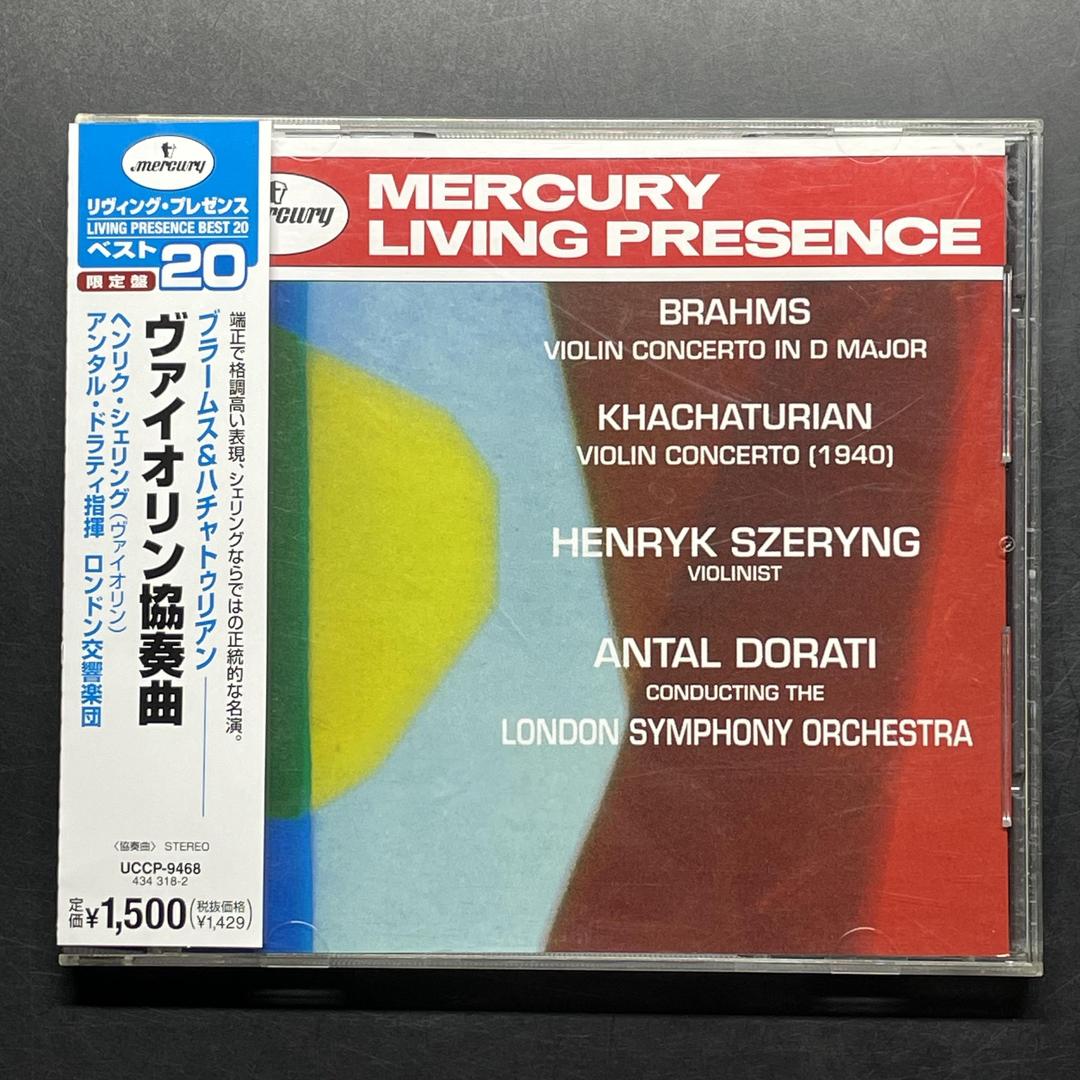 mercury
リヴィング・プレゼンス
LIVING PRESENCE BEST 20
ベスト20
限定盤
端正で格調高い表現、シェリングならではの正統的な名演。
ブラームス&ハチャトゥリアン
ヴァイオリン協奏曲
ヘンリク・シェリング(ヴァイオリン)
アンタル・ドラティ指揮 ロンドン交響楽団
〈協奏曲〉 STEREO
UCCP-9468
434 318-2
定価¥1,500(税抜価格¥1,429)
rcury
MERCURY
LIVING PRESENCE
BRAHMS
VIOLIN CONCERTO IN D MAJOR
KHACHATURIAN
VIOLIN CONCERTO (1940)
HENRYK SZERYNG
VIOLINIST
ANTAL DORATI
CONDUCTING THE
LONDON SYMPHONY ORCHESTRA